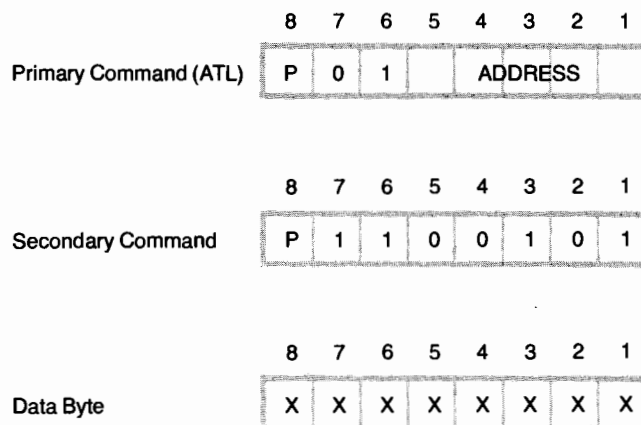 8 7 6 5 4 3 2 1
Primary Command (ATL) P 0 1 ADDRESS
8 7 6 5 4 3 2 1
Secondary Command P 1 1 0 0 1 0 1
8 7 6 5 4 3 2 1
Data Byte X X X X X X X X